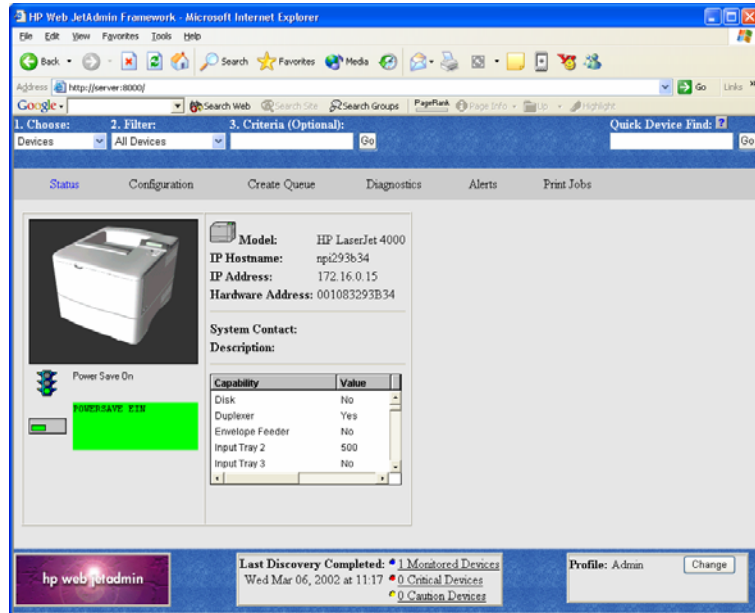 HP Web JetAdmin Framework - Microsoft Internet Explorer
File Edit View Favorites Tools Help
Back Search Favorites Media
Address http://server:8000/ Go Links »
Google Search Web Search Site Search Groups PageRank Page Info Up Highlight
1. Choose: 2. Filter: 3. Criteria (Optional): Quick Device Find: ?
Devices All Devices Go Go
Status Configuration Create Queue Diagnostics Alerts Print Jobs
Model: HP LaserJet 4000
IP Hostname: npi293b34
IP Address: 172.16.0.15
Hardware Address: 001083293B34
System Contact:
Description:
Power Save On
POWERSAVE EIN
Capability Value
Disk No
Duplexer Yes
Envelope Feeder No
Input Tray 2 500
Input Tray 3 No
hp web jetadmin
Last Discovery Completed: 1 Monitored Devices
Wed Mar 06, 2002 at 11:17 0 Critical Devices
0 Caution Devices
Profile: Admin Change